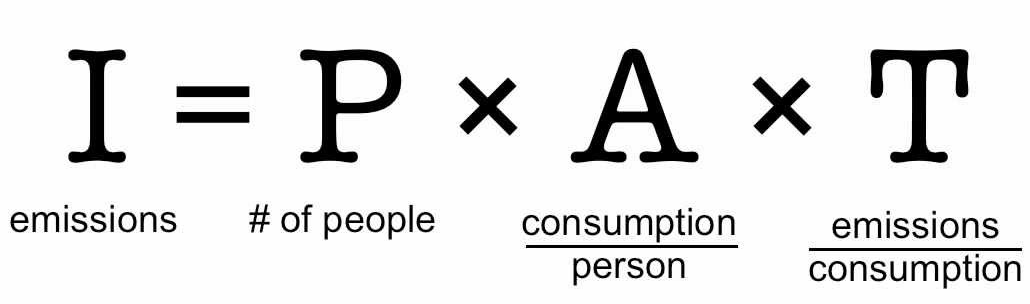 I = P × A × T
emissions # of people consumption emissions
person consumption